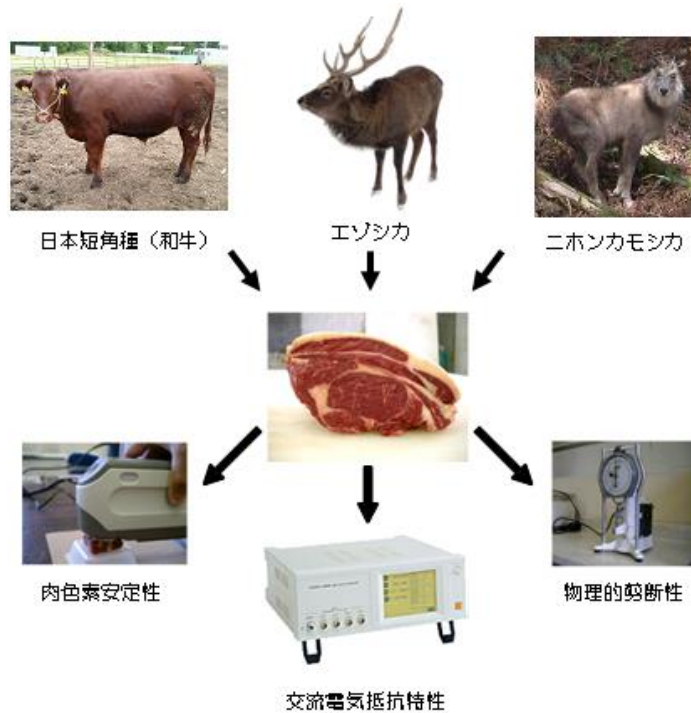 日本短角種（和牛）
エゾシカ
ニホンカモシカ
肉色素安定性
物理的剪断性
交流電気抵抗特性